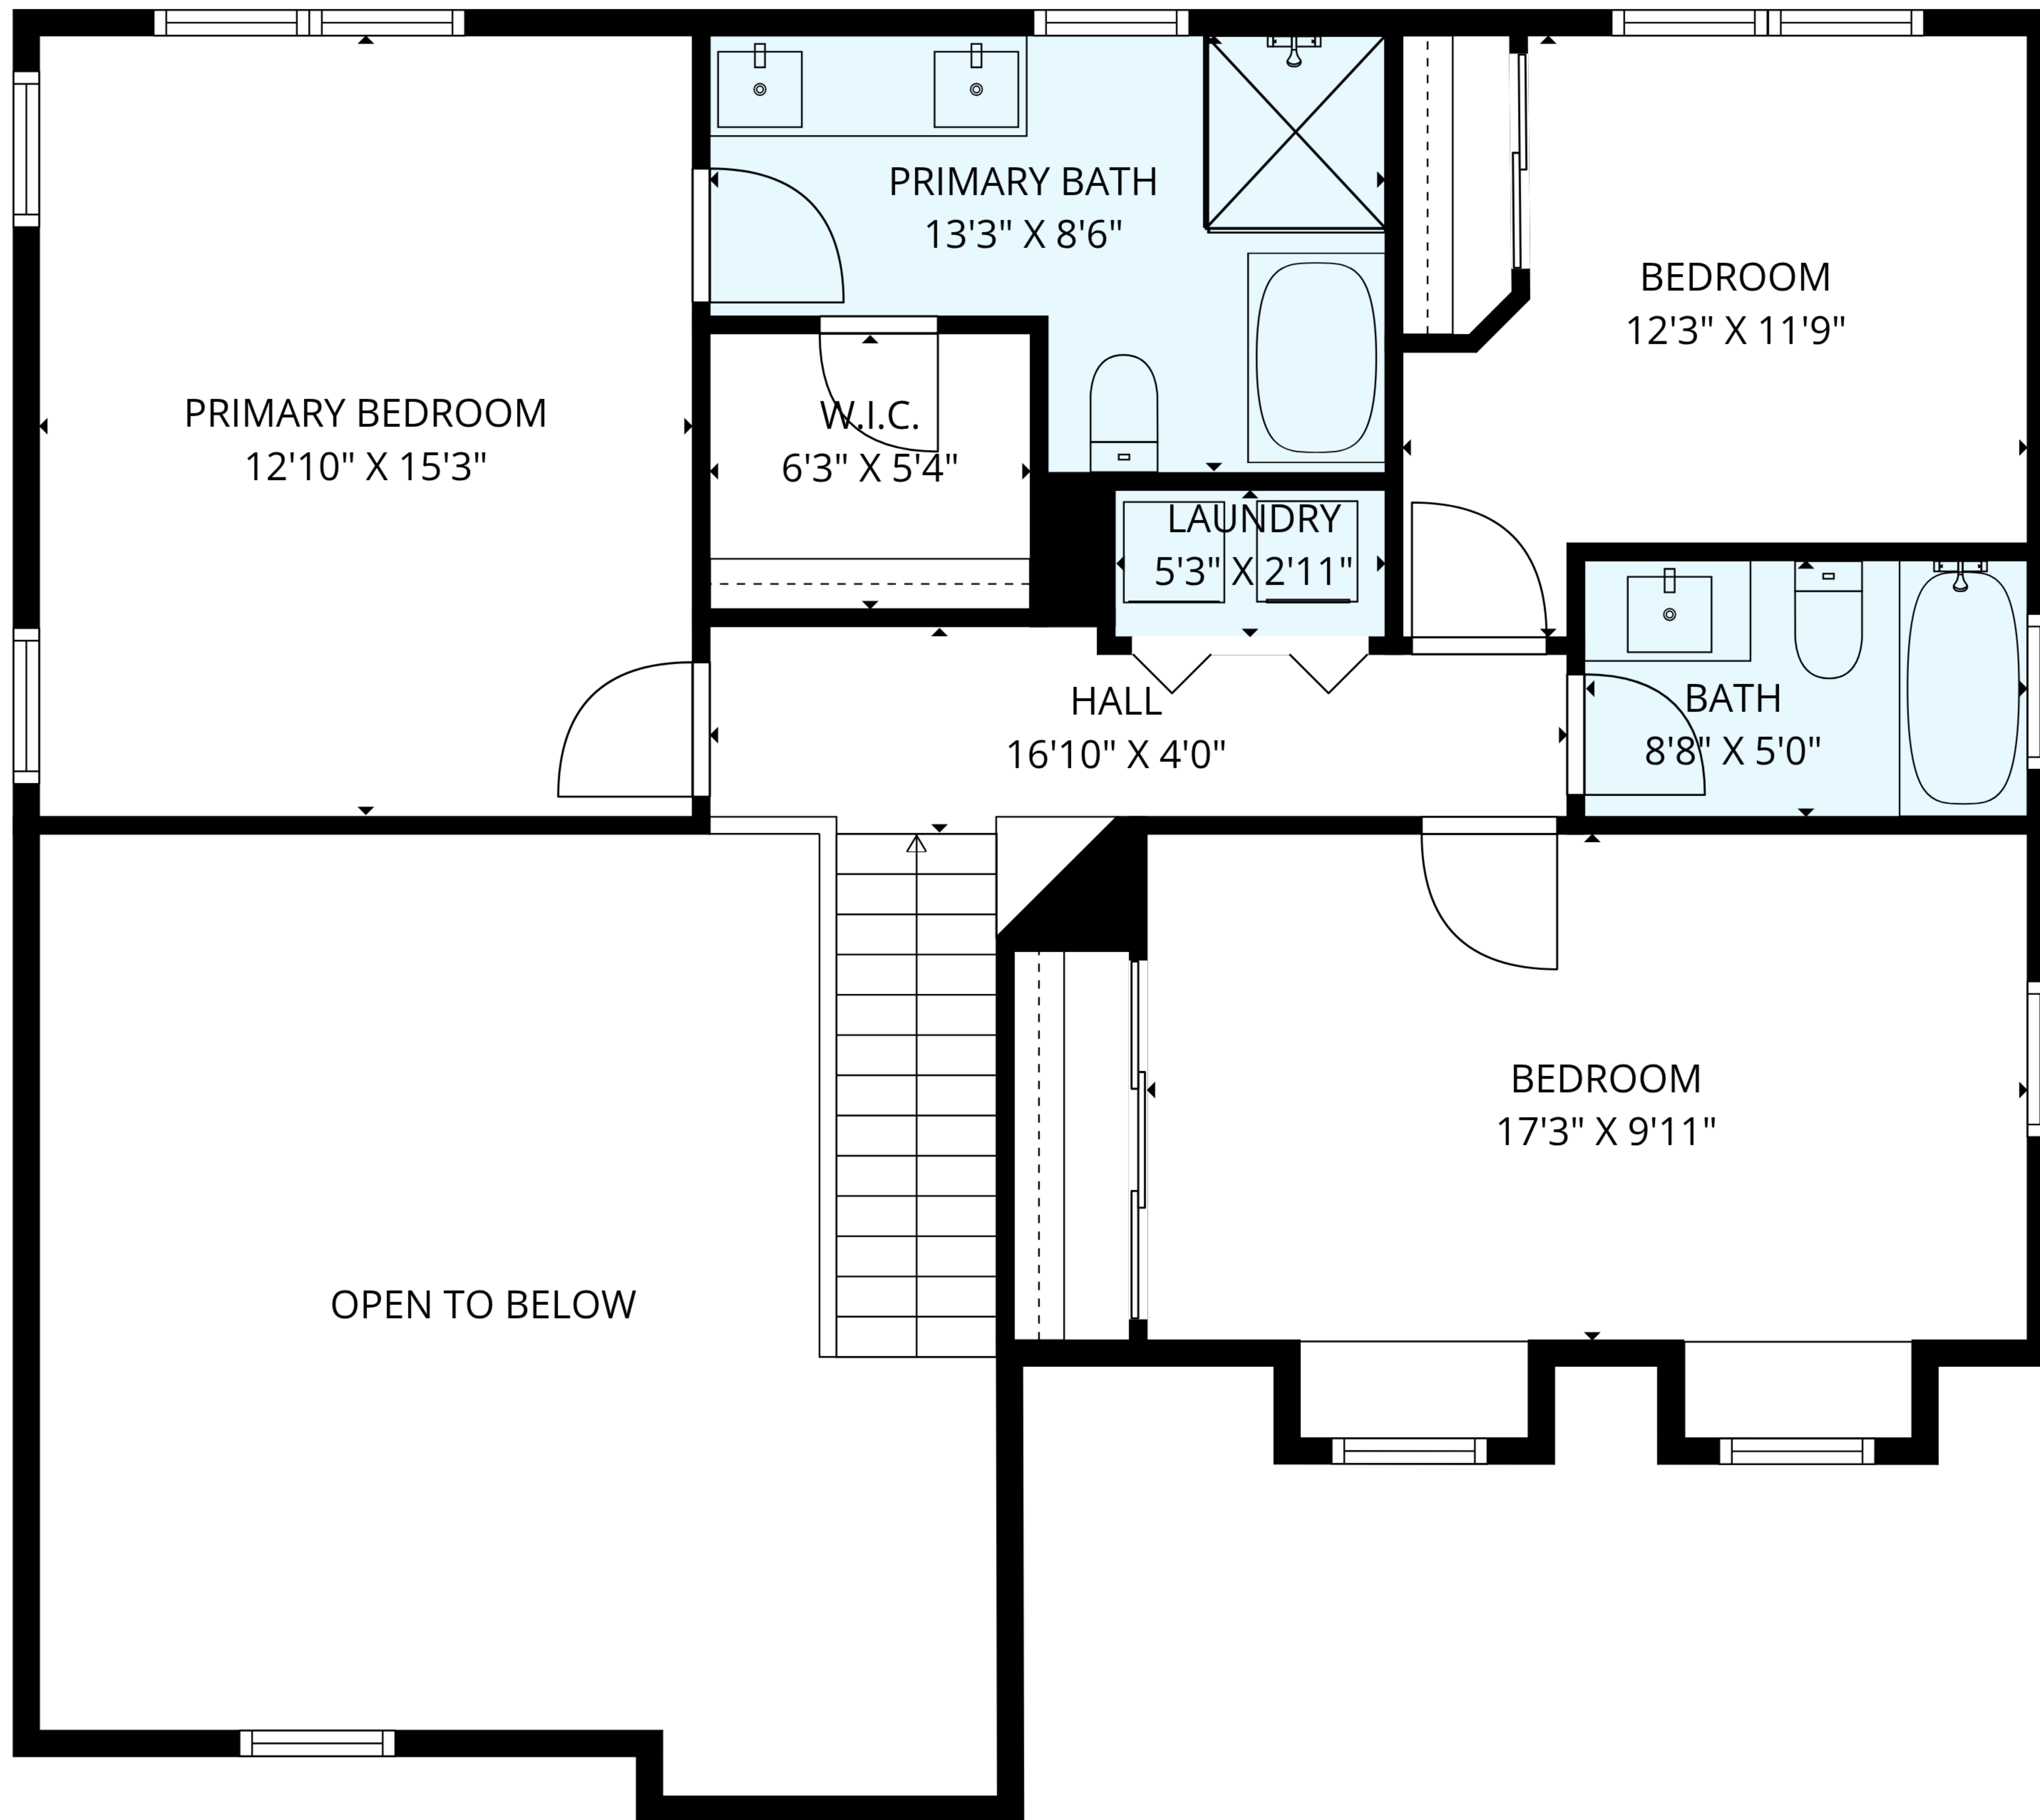 PRIMARY BATH
13'3" X 8'6"
BEDROOM
12'3" X 11'9"
PRIMARY BEDROOM
12'10" X 15'3"
W.I.C.
6'3" X 5'4"
LAUNDRY
5'3" X 2'11"
HALL
16'10" X 4'0"
BATH
8'8" X 5'0"
BEDROOM
17'3" X 9'11"
OPEN TO BELOW